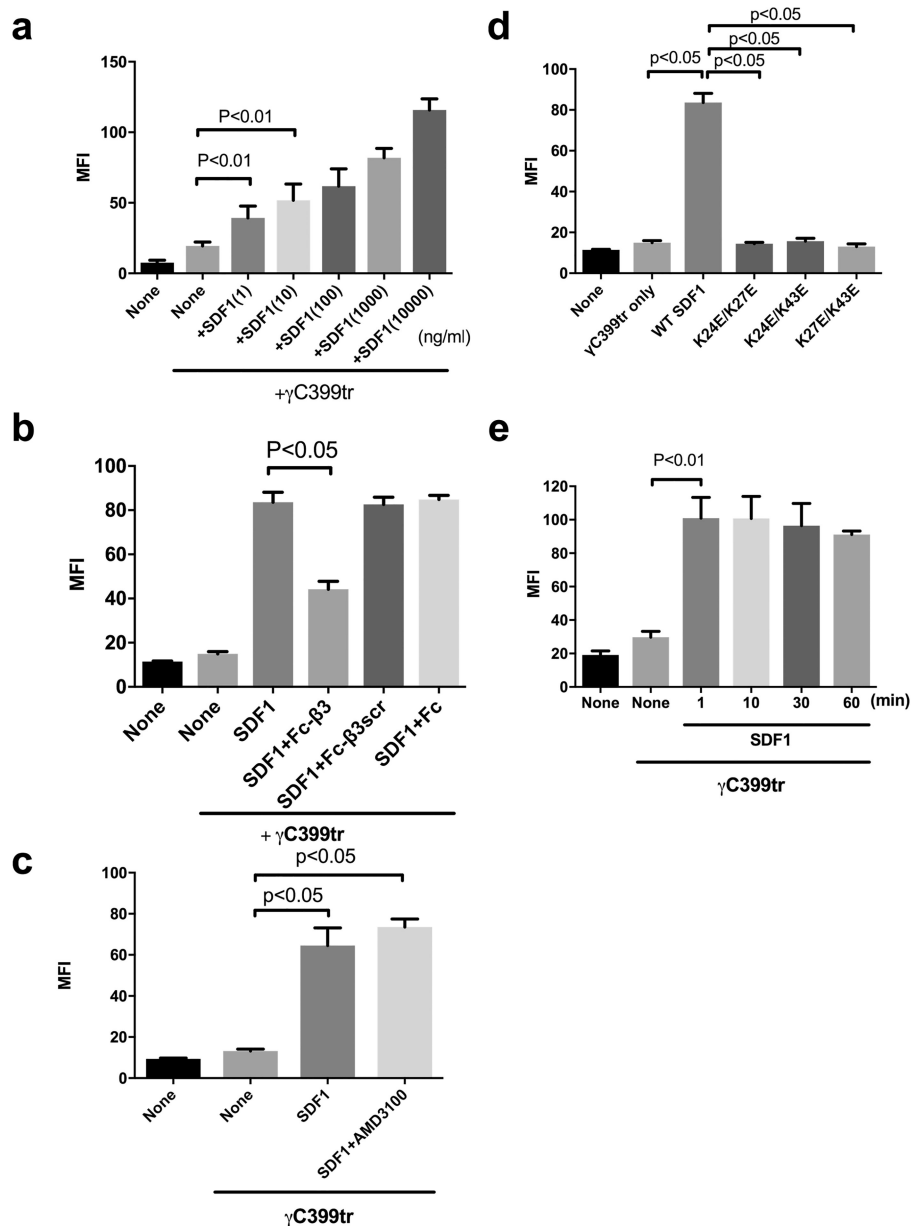 a
150
100
50
0
MFI
P<0.01
P<0.01
None
None
+SDF1(1)
+SDF1(10)
+SDF1(100)
+SDF1(1000)
+SDF1(10000)
(ng/ml)
+γC399tr
b
100
80
60
40
20
0
MFI
P<0.05
None
None
SDF1
SDF1+Fc-β3
SDF1+Fc-β3scr
SDF1+Fc
+ γC399tr
c
100
80
60
40
20
0
MFI
p<0.05
p<0.05
None
None
SDF1
SDF1+AMD3100
γC399tr
d
100
80
60
40
20
0
MFI
p<0.05
p<0.05
p<0.05
p<0.05
None
γC399tr only
WT SDF1
K24E/K27E
K24E/K43E
K27E/K43E
e
120
100
80
60
40
20
0
MFI
P<0.01
None
None
1
10
30
60
(min)
SDF1
γC399tr